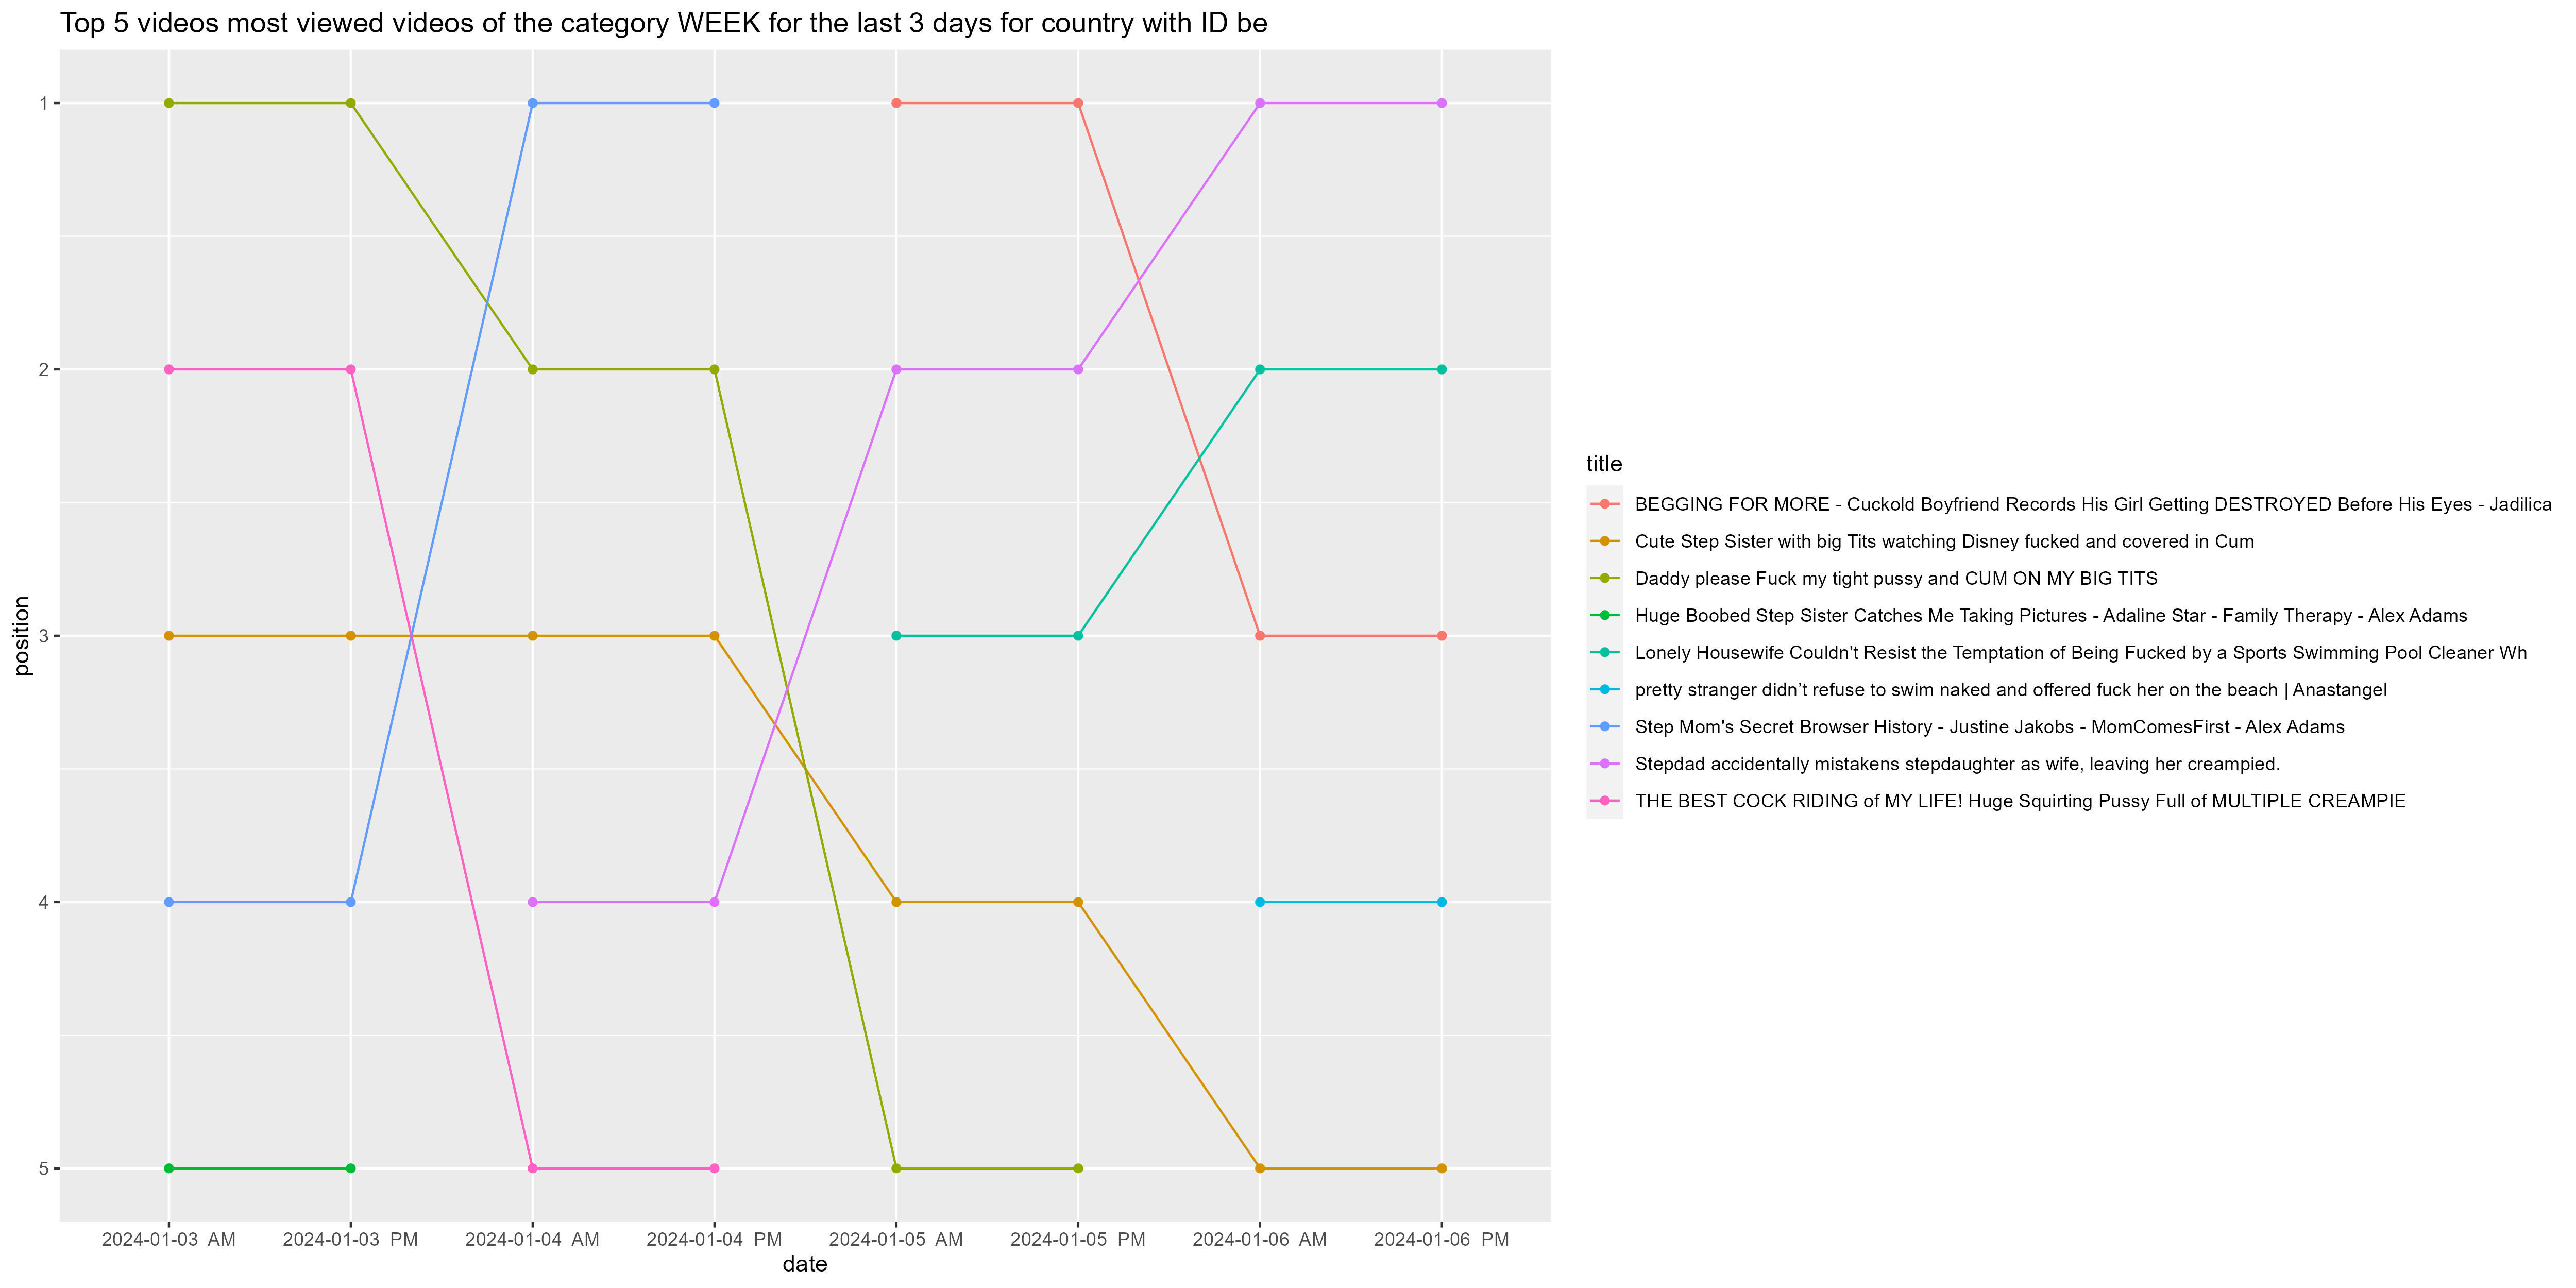 Top 5 videos most viewed videos of the category WEEK for the last 3 days for country with ID be
1
2
3
4
5
position
2024-01-03 AM
2024-01-03 PM
2024-01-04 AM
2024-01-04 PM
2024-01-05 AM
2024-01-05 PM
2024-01-06 AM
2024-01-06 PM
date
title
BEGGING FOR MORE - Cuckold Boyfriend Records His Girl Getting DESTROYED Before His Eyes - Jadilica
Cute Step Sister with big Tits watching Disney fucked and covered in Cum
Daddy please Fuck my tight pussy and CUM ON MY BIG TITS
Huge Boobed Step Sister Catches Me Taking Pictures - Adaline Star - Family Therapy - Alex Adams
Lonely Housewife Couldn't Resist the Temptation of Being Fucked by a Sports Swimming Pool Cleaner Wh
pretty stranger didn’t refuse to swim naked and offered fuck her on the beach | Anastangel
Step Mom's Secret Browser History - Justine Jakobs - MomComesFirst - Alex Adams
Stepdad accidentally mistakens stepdaughter as wife, leaving her creampied.
THE BEST COCK RIDING of MY LIFE! Huge Squirting Pussy Full of MULTIPLE CREAMPIE